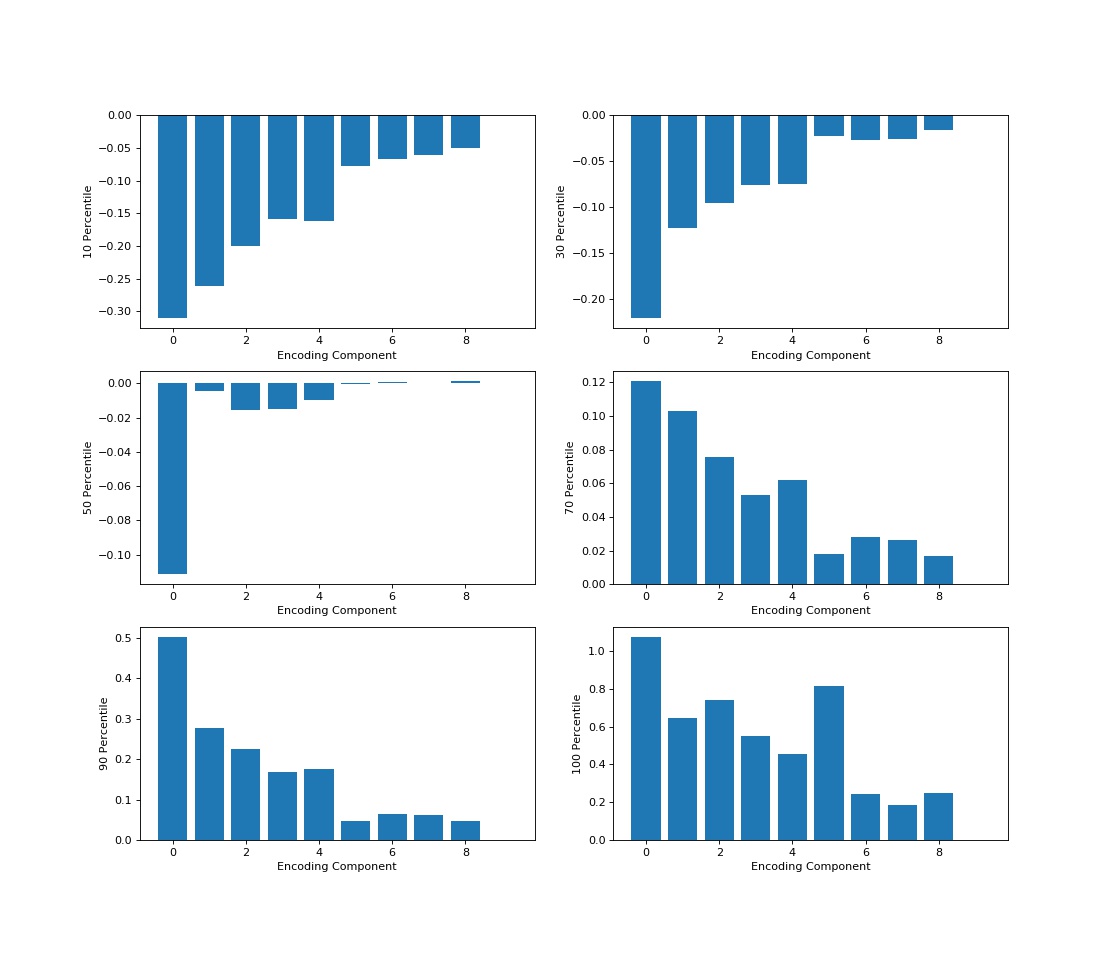 0.00
−0.05
−0.10
−0.15
−0.20
−0.25
−0.30
10 Percentile
0 2 4 6 8
Encoding Component
0.00
−0.05
−0.10
−0.15
−0.20
30 Percentile
0 2 4 6 8
Encoding Component
0.00
−0.02
−0.04
−0.06
−0.08
−0.10
50 Percentile
0 2 4 6 8
Encoding Component
0.12
0.10
0.08
0.06
0.04
0.02
0.00
70 Percentile
0 2 4 6 8
Encoding Component
0.5
0.4
0.3
0.2
0.1
0.0
90 Percentile
0 2 4 6 8
Encoding Component
1.0
0.8
0.6
0.4
0.2
0.0
100 Percentile
0 2 4 6 8
Encoding Component